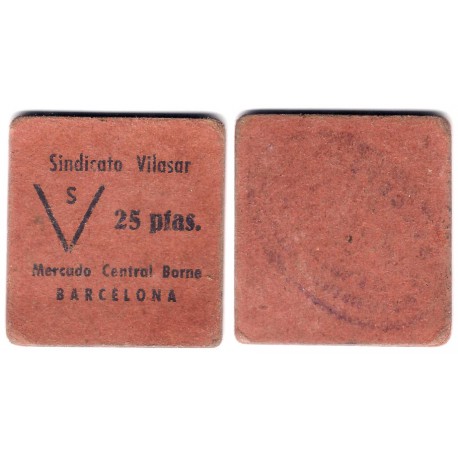 Sindicato Vilasar
S
V 25 ptas.
Mercado Central Borne
BARCELONA